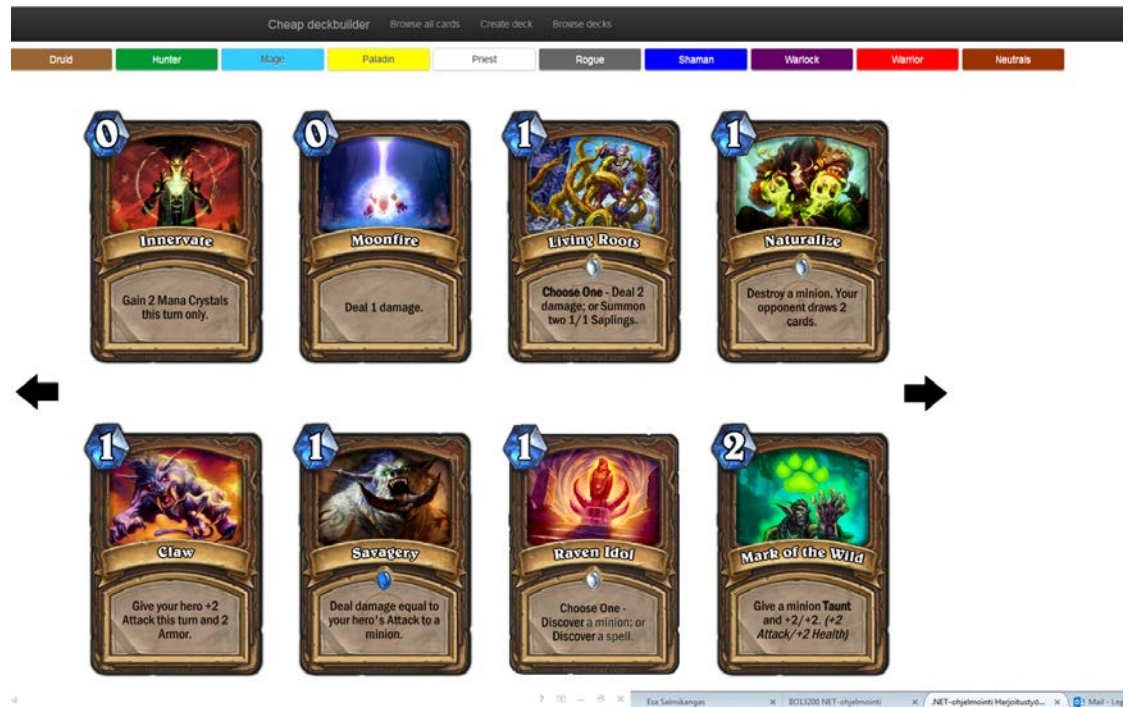 Cheap deckbuilder Browse all cards Create deck Browse decks
Druid Hunter Mage Paladin Priest Rogue Shaman Warlock Warrior Neutrals
0
Innervate
Gain 2 Mana Crystals
this turn only.
0
Moonfire
Deal 1 damage.
1
Living Roots
Choose One - Deal 2
damage; or Summon
two 1/1 Saplings.
1
Naturalize
Destroy a minion. Your
opponent draws 2
cards.
1
Claw
Give your hero +2
Attack this turn and 2
Armor.
1
Savagery
Deal damage equal to
your hero's Attack to a
minion.
1
Raven Idol
Choose One -
Discover a minion; or
Discover a spell.
2
Mark of the Wild
Give a minion Taunt
and +2/+2. (+2
Attack/+2 Health)
Esa Salmikangas IIO13200 NET-ohjelmointi .NET-ohjelmointi Harjoitustyö... Mail - Leg